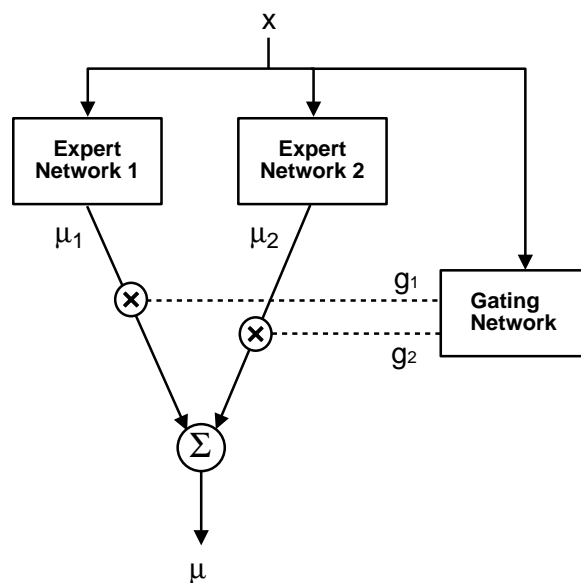 x
Expert
Network 1
Expert
Network 2
μ₁
μ₂
g₁
Gating
Network
g₂
Σ
μ